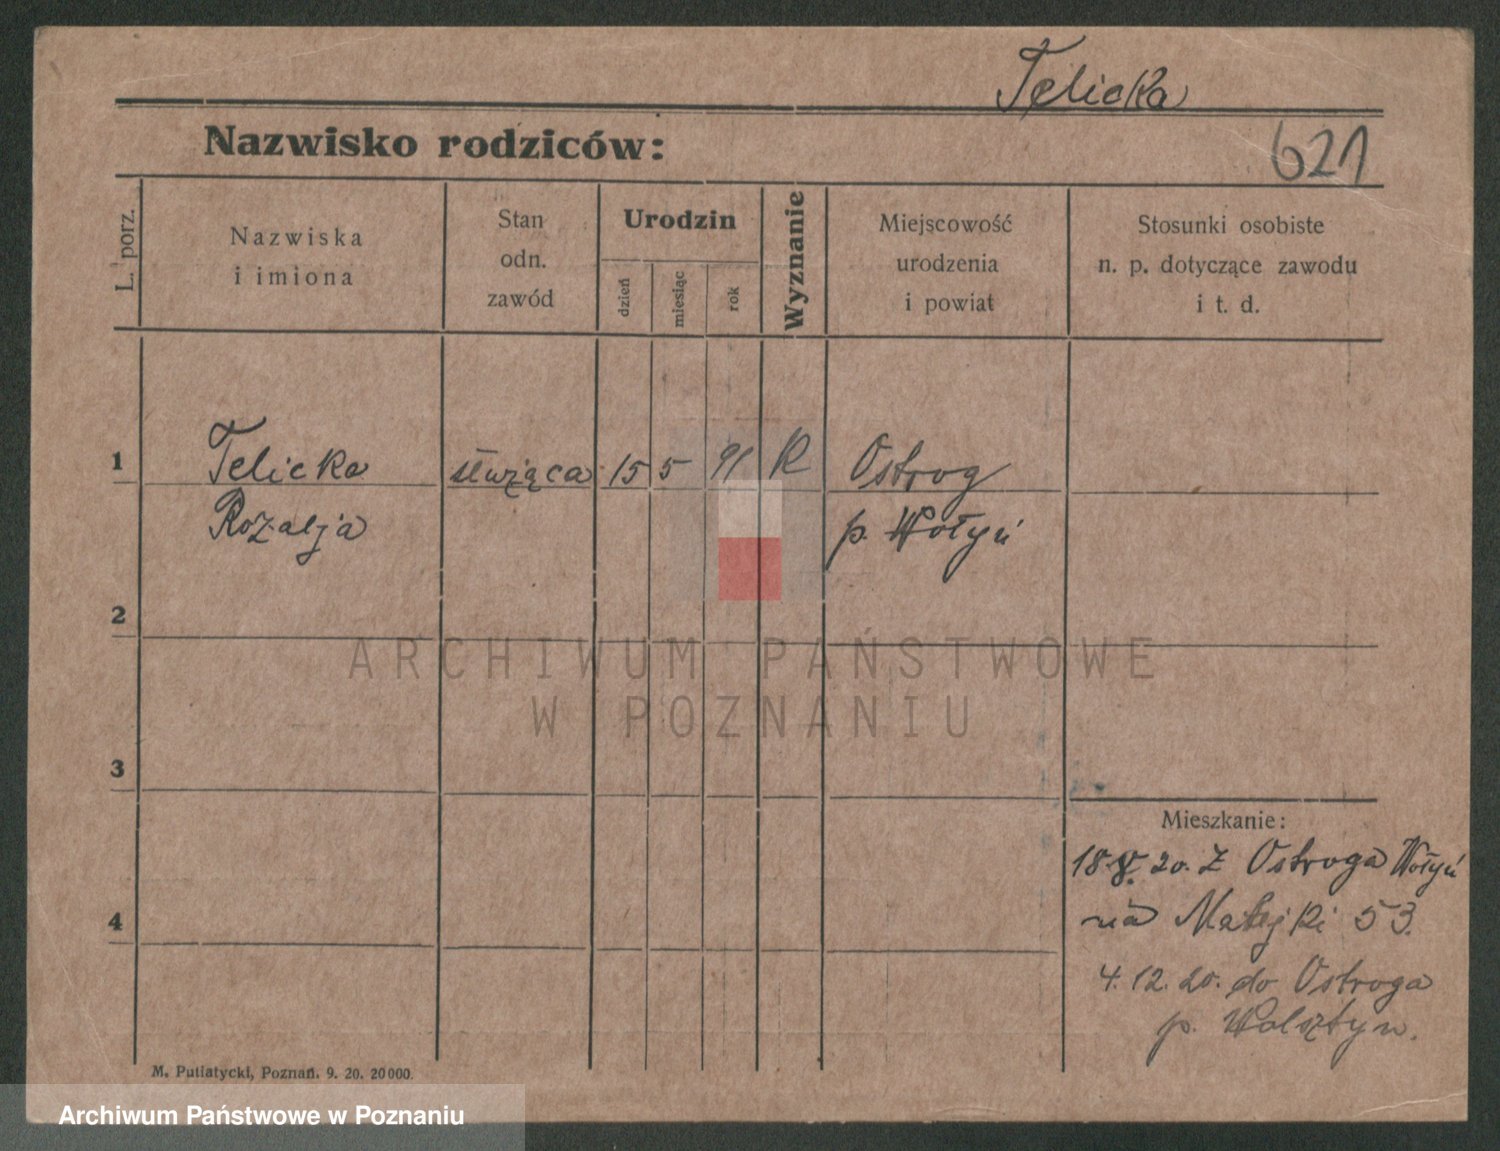 Telicka
Nazwisko rodziców:
621
L. porz.
Nazwiska
i imiona
Stan
odn.
zawód
Urodzin
dzień
miesiąc
rok
Wyznanie
Miejscowość
urodzenia
i powiat
Stosunki osobiste
n. p. dotyczące zawodu
i t. d.
1 Telicka służąca 15 5 91 R Ostrog
Rozalja p. Wołyń
2
ARCHIWUM PAŃSTWOWE
W POZNANIU
3
Mieszkanie:
18.8.20. z Ostroga Wołyń
na Matejki 53.
4
4.12.20. do Ostroga
p. Wolsztyn.
M. Putiatycki, Poznań. 9. 20. 20000.
Archiwum Państwowe w Poznaniu